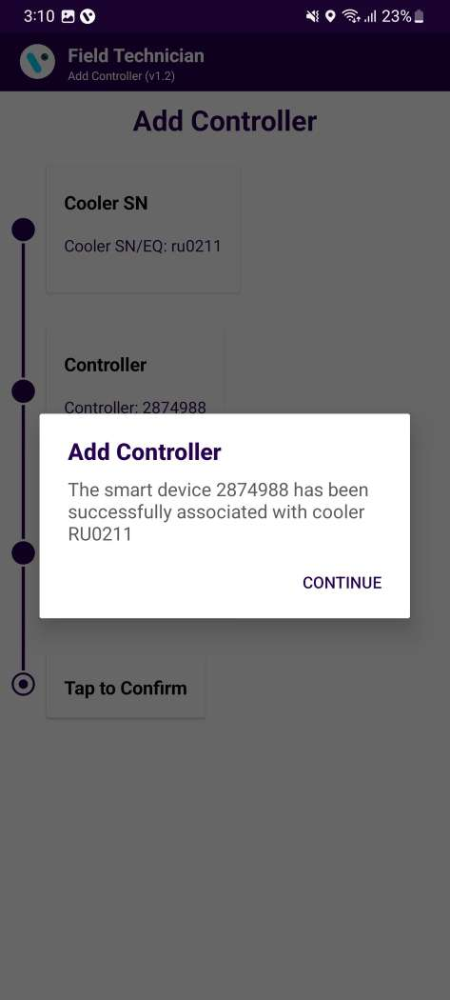 3:10
23%
Field Technician
Add Controller (v1.2)
Add Controller
Cooler SN
Cooler SN/EQ: ru0211
Controller
Controller: 2874988
Add Controller
The smart device 2874988 has been
successfully associated with cooler
RU0211
CONTINUE
Tap to Confirm